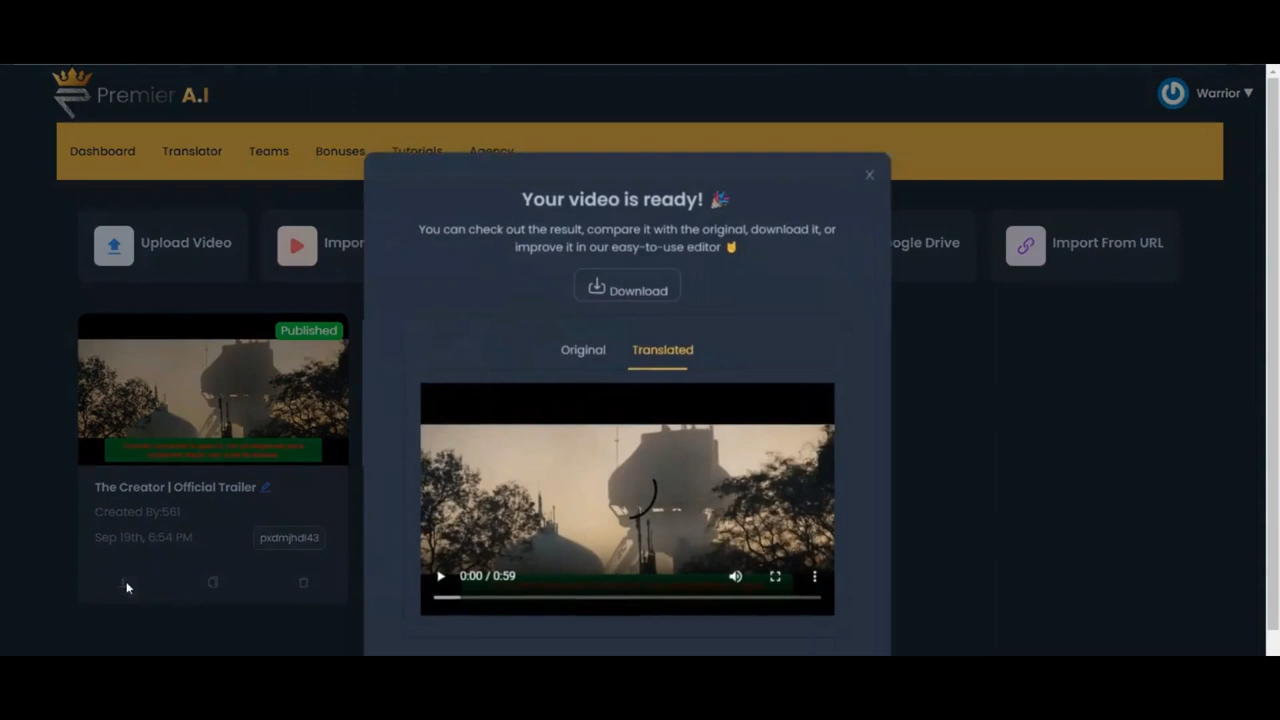 Premier A.I
Warrior
Dashboard Translator Teams Bonuses Tutorials Agency
Your video is ready!
You can check out the result, compare it with the original, download it, or
improve it in our easy-to-use editor
Upload Video
Impor
ogle Drive
Import From URL
Download
Original Translated
Published
0:00 / 0:59
The Creator | Official Trailer
Created By:561
Sep 19th, 6:54 PM
pxdmjhdl43